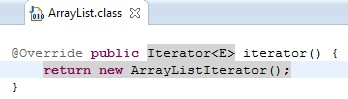 ArrayList.class
@Override public Iterator<E> iterator() {
return new ArrayListIterator();
}